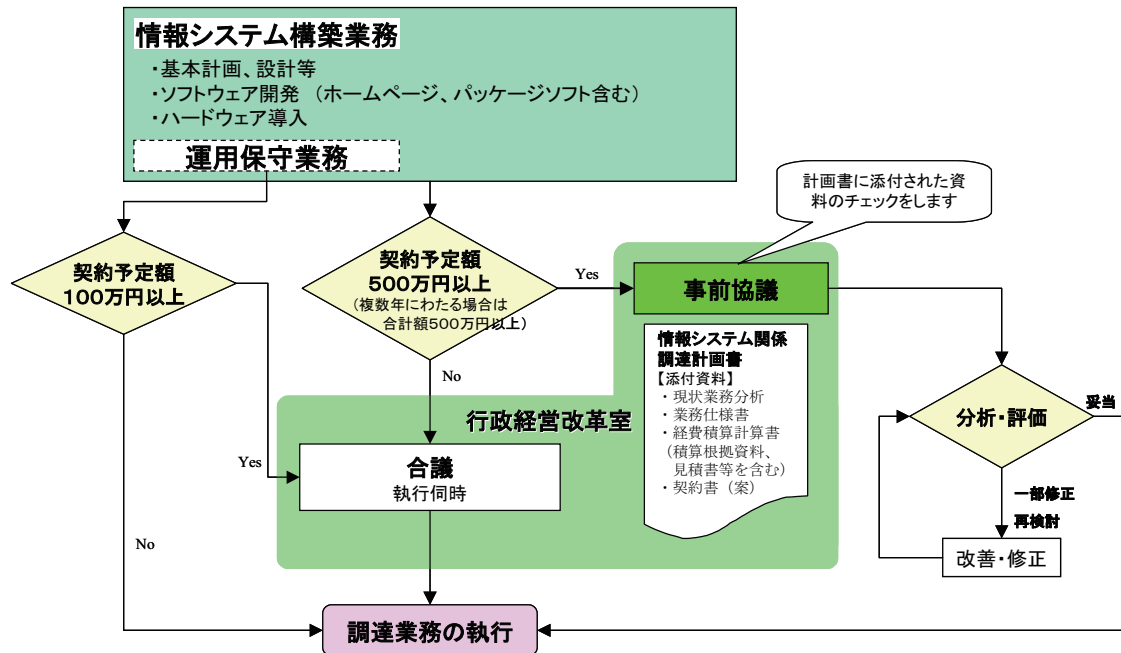 情報システム構築業務
・基本計画、設計等
・ソフトウェア開発 （ホームページ、パッケージソフト含む）
・ハードウェア導入
運用保守業務
計画書に添付された資
料のチェックをします
契約予定額
100万円以上
契約予定額
500万円以上
（複数年にわたる場合は
合計額500万円以上）
Yes
事前協議
情報システム関係
調達計画書
【添付資料】
・現状業務分析
・業務仕様書
・経費積算計算書
（積算根拠資料、
見積書等を含む）
・契約書（案）
No
行政経営改革室
Yes
合議
執行伺時
分析・評価
妥当
一部修正
再検討
改善・修正
No
調達業務の執行